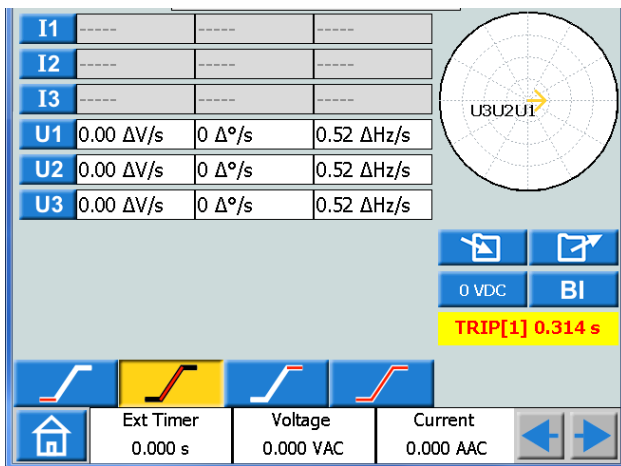 I1 ----- ----- -----
I2 ----- ----- -----
I3 ----- ----- -----
U1 0.00 ΔV/s 0 Δ°/s 0.52 ΔHz/s
U2 0.00 ΔV/s 0 Δ°/s 0.52 ΔHz/s
U3 0.00 ΔV/s 0 Δ°/s 0.52 ΔHz/s
U3U2U1
0 VDC BI
TRIP[1] 0.314 s
Ext Timer Voltage Current
0.000 s 0.000 VAC 0.000 AAC